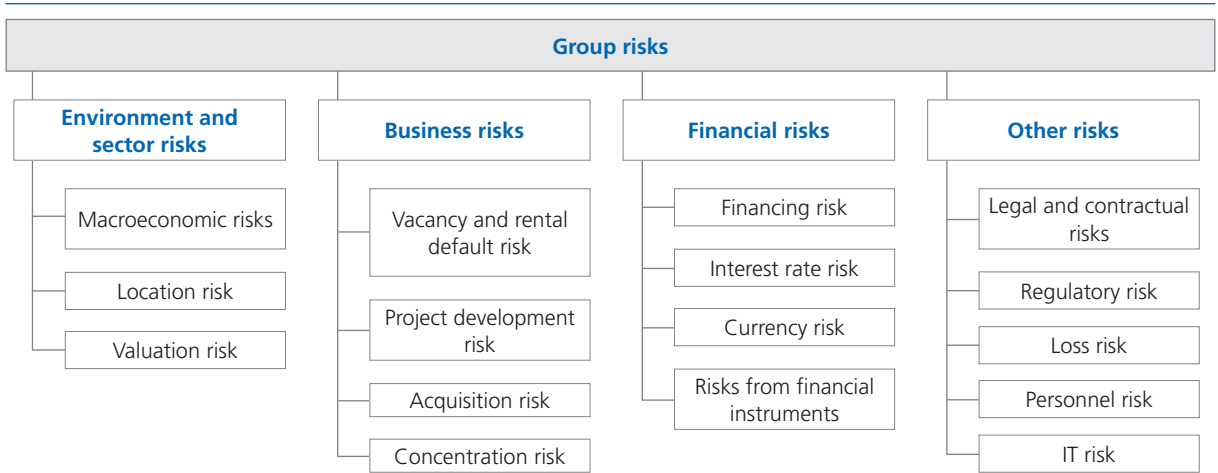 Group risks
Environment and
sector risks
Macroeconomic risks
Location risk
Valuation risk
Business risks
Vacancy and rental
default risk
Project development
risk
Acquisition risk
Concentration risk
Financial risks
Financing risk
Interest rate risk
Currency risk
Risks from financial
instruments
Other risks
Legal and contractual
risks
Regulatory risk
Loss risk
Personnel risk
IT risk